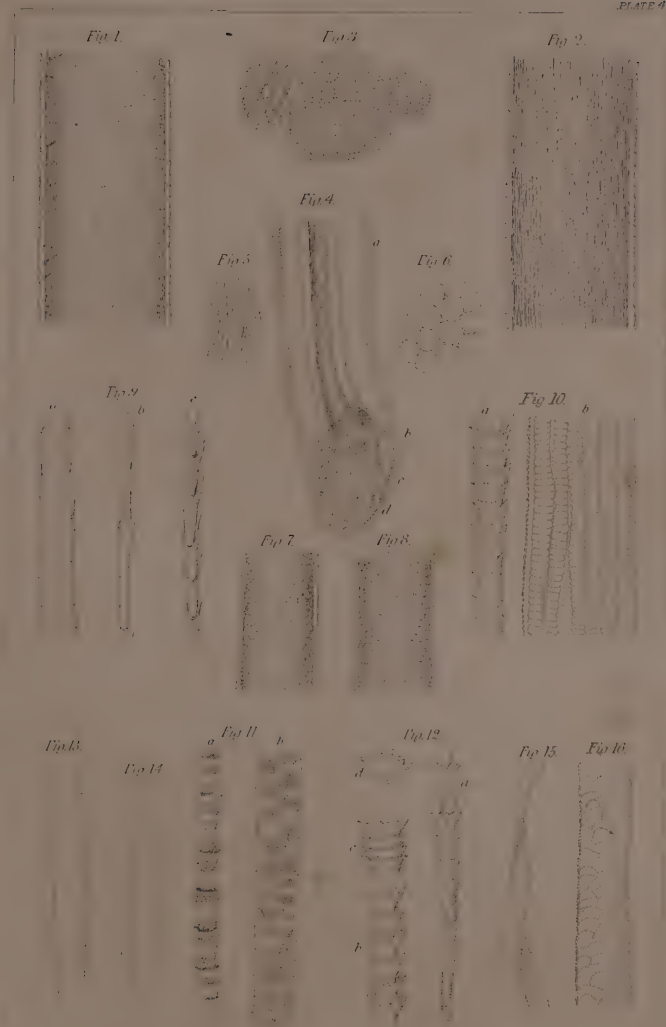 PLATE 4
Fig. 1.
Fig. 3
Fig. 2.
Fig. 4.
a
Fig. 5
Fig. 6.
b
c
d
Fig. 9.
a
b
c
Fig. 10.
a
b
Fig. 7.
Fig. 8.
Fig. 13.
Fig. 14
Fig. 11
a
b
Fig. 12.
d
a
c
b
Fig. 15.
Fig. 16.